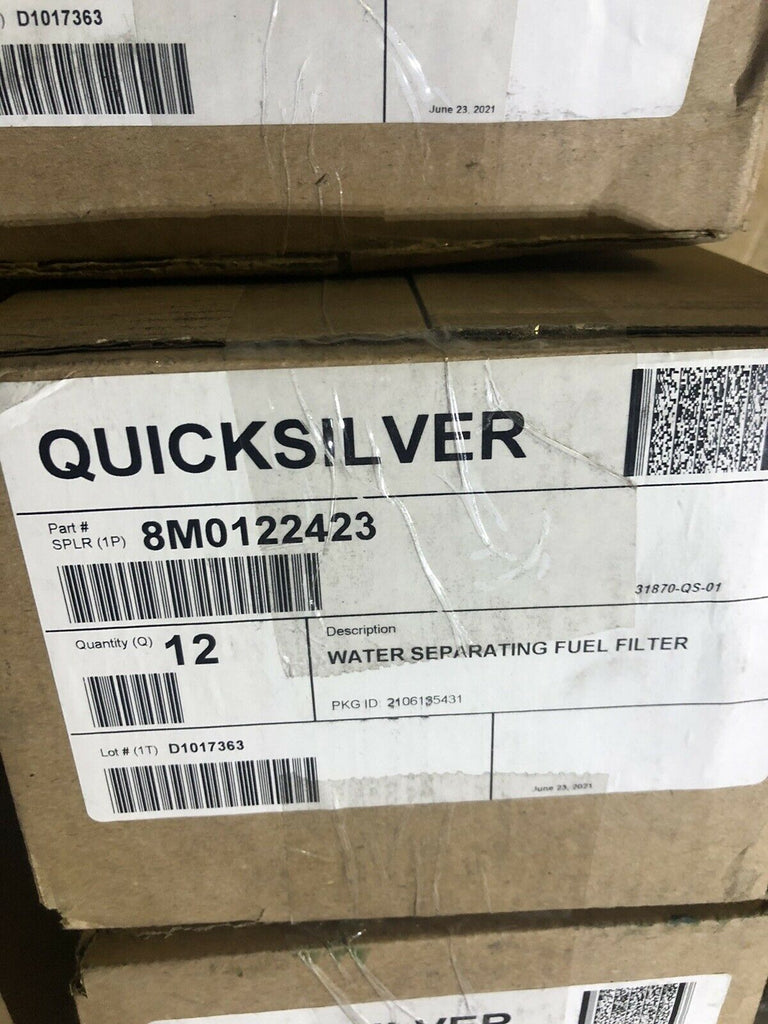 ) D1017363
June 23, 2021
QUICKSILVER
Part #
SPLR (1P) 8M0122423
31870-QS-01
Quantity (Q) 12
Description
WATER SEPARATING FUEL FILTER
PKG ID: 2106135431
Lot # (1T) D1017363
June 23, 2021